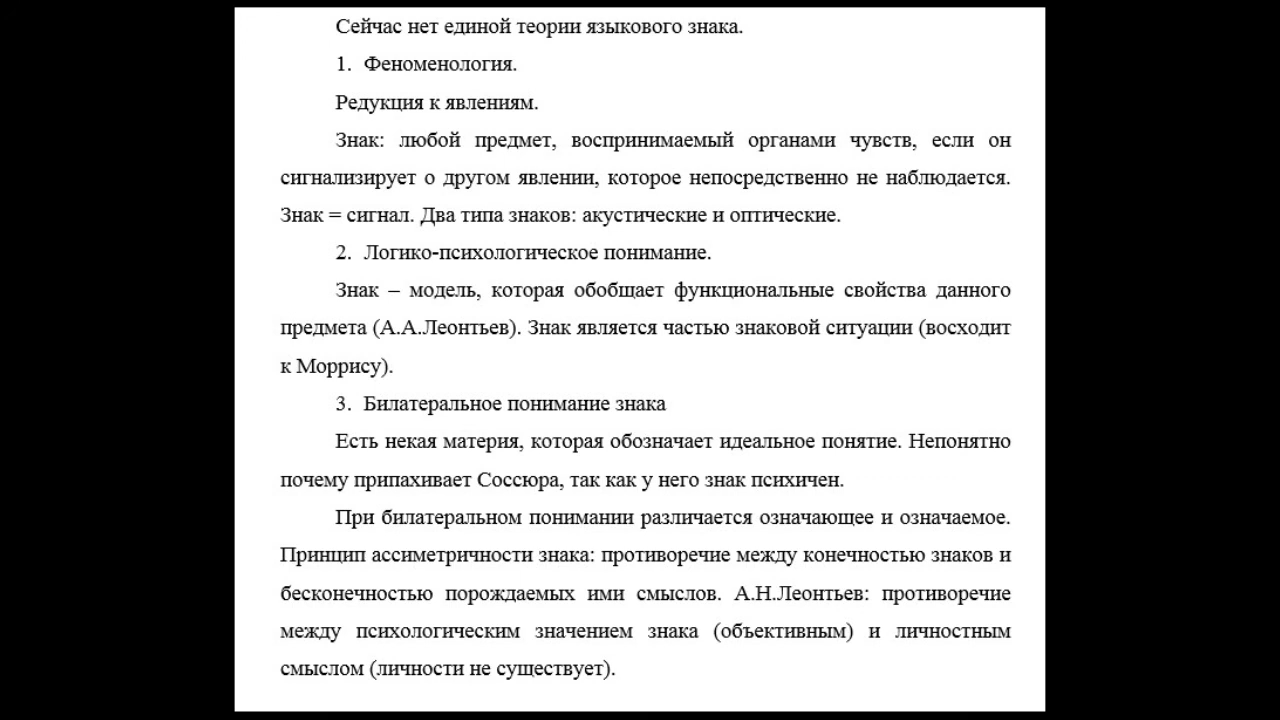 Сейчас нет единой теории языкового знака.
1. Феноменология.
Редукция к явлениям.
Знак: любой предмет, воспринимаемый органами чувств, если он
сигнализирует о другом явлении, которое непосредственно не наблюдается.
Знак = сигнал. Два типа знаков: акустические и оптические.
2. Логико-психологическое понимание.
Знак – модель, которая обобщает функциональные свойства данного
предмета (А.А.Леонтьев). Знак является частью знаковой ситуации (восходит
к Моррису).
3. Билатеральное понимание знака
Есть некая материя, которая обозначает идеальное понятие. Непонятно
почему припахивает Соссюра, так как у него знак психичен.
При билатеральном понимании различается означающее и означаемое.
Принцип ассиметричности знака: противоречие между конечностью знаков и
бесконечностью порождаемых ими смыслов. А.Н.Леонтьев: противоречие
между психологическим значением знака (объективным) и личностным
смыслом (личности не существует).